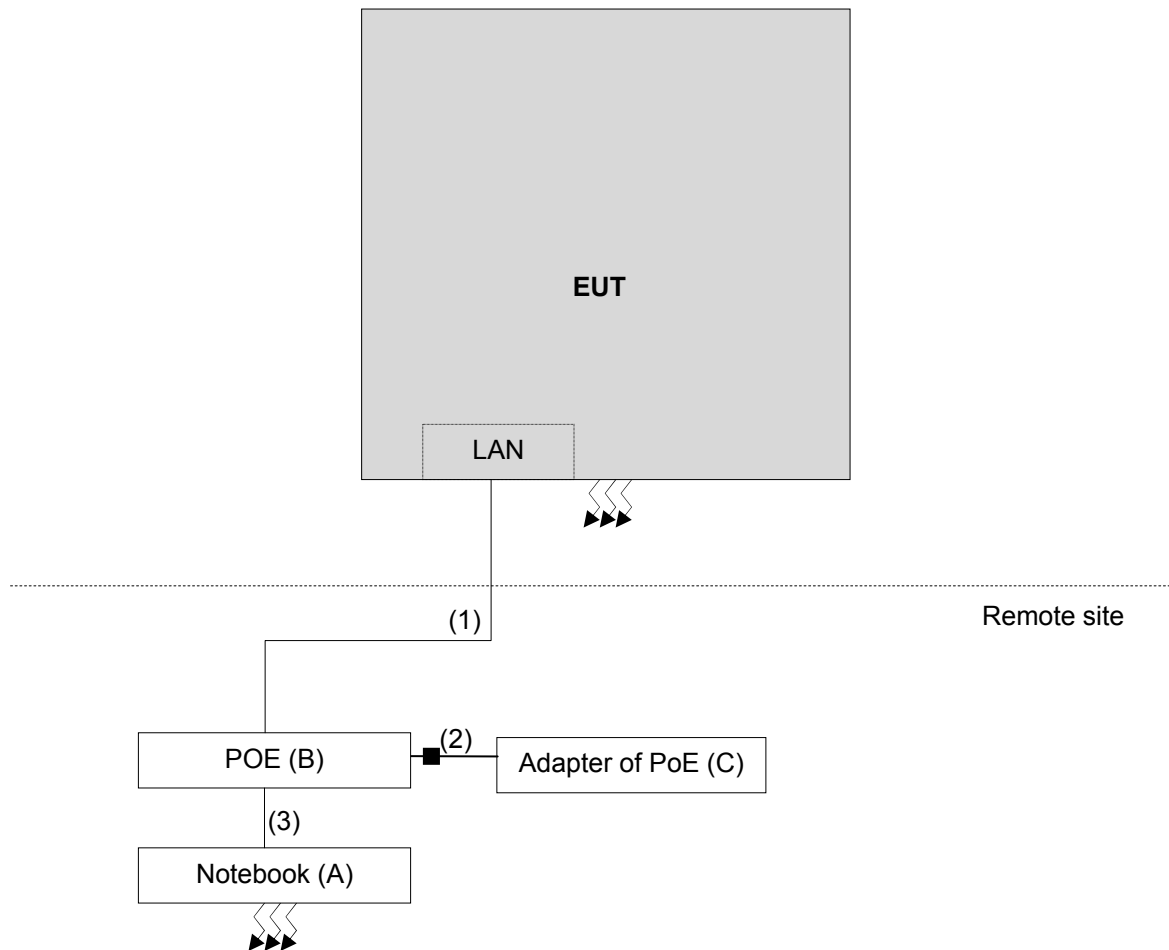 EUT
LAN
(1)
Remote site
(2)
POE (B)
Adapter of PoE (C)
(3)
Notebook (A)